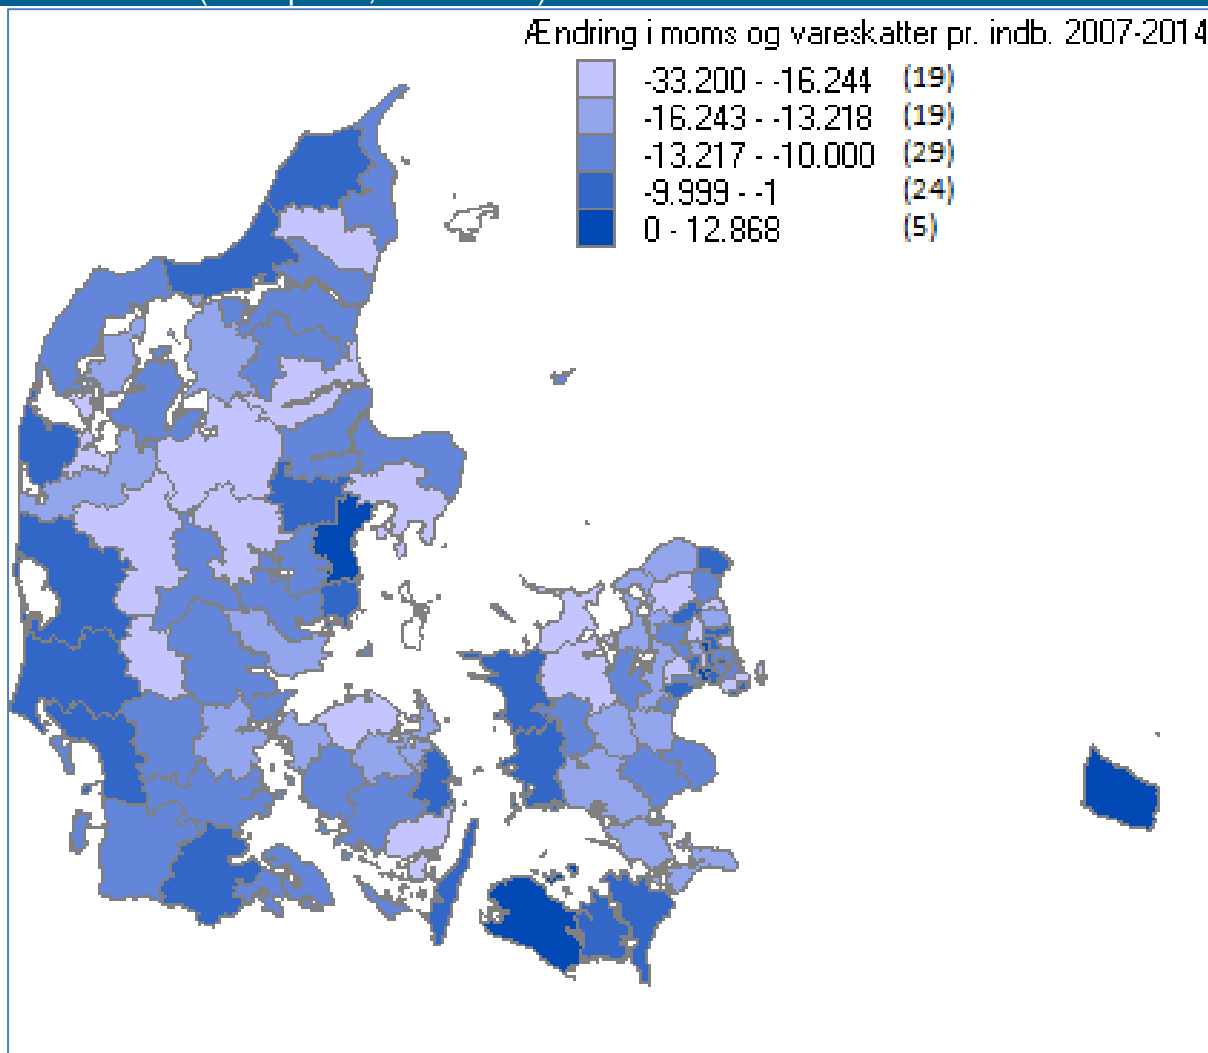 Ændring i moms og vareskatter pr. indb. 2007-2014
-33.200 - -16.244 (19)
-16.243 - -13.218 (19)
-13.217 - -10.000 (29)
-9.999 - -1 (24)
0 - 12.868 (5)